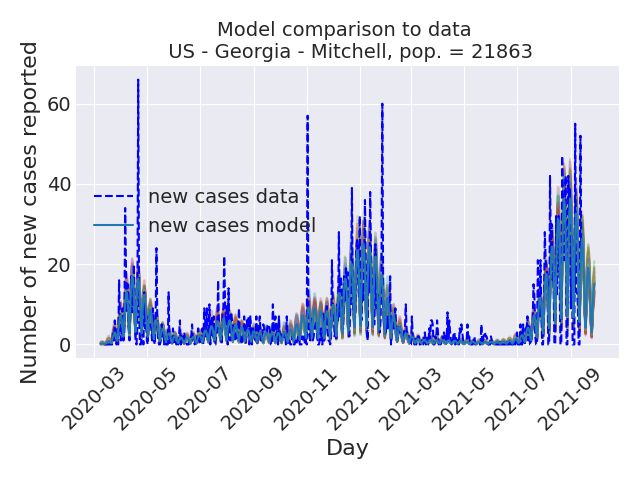 Model comparison to data
US - Georgia - Mitchell, pop. = 21863
Number of new cases reported
60
40
20
0
new cases data
new cases model
2020-03
2020-05
2020-07
2020-09
2020-11
2021-01
2021-03
2021-05
2021-07
2021-09
Day